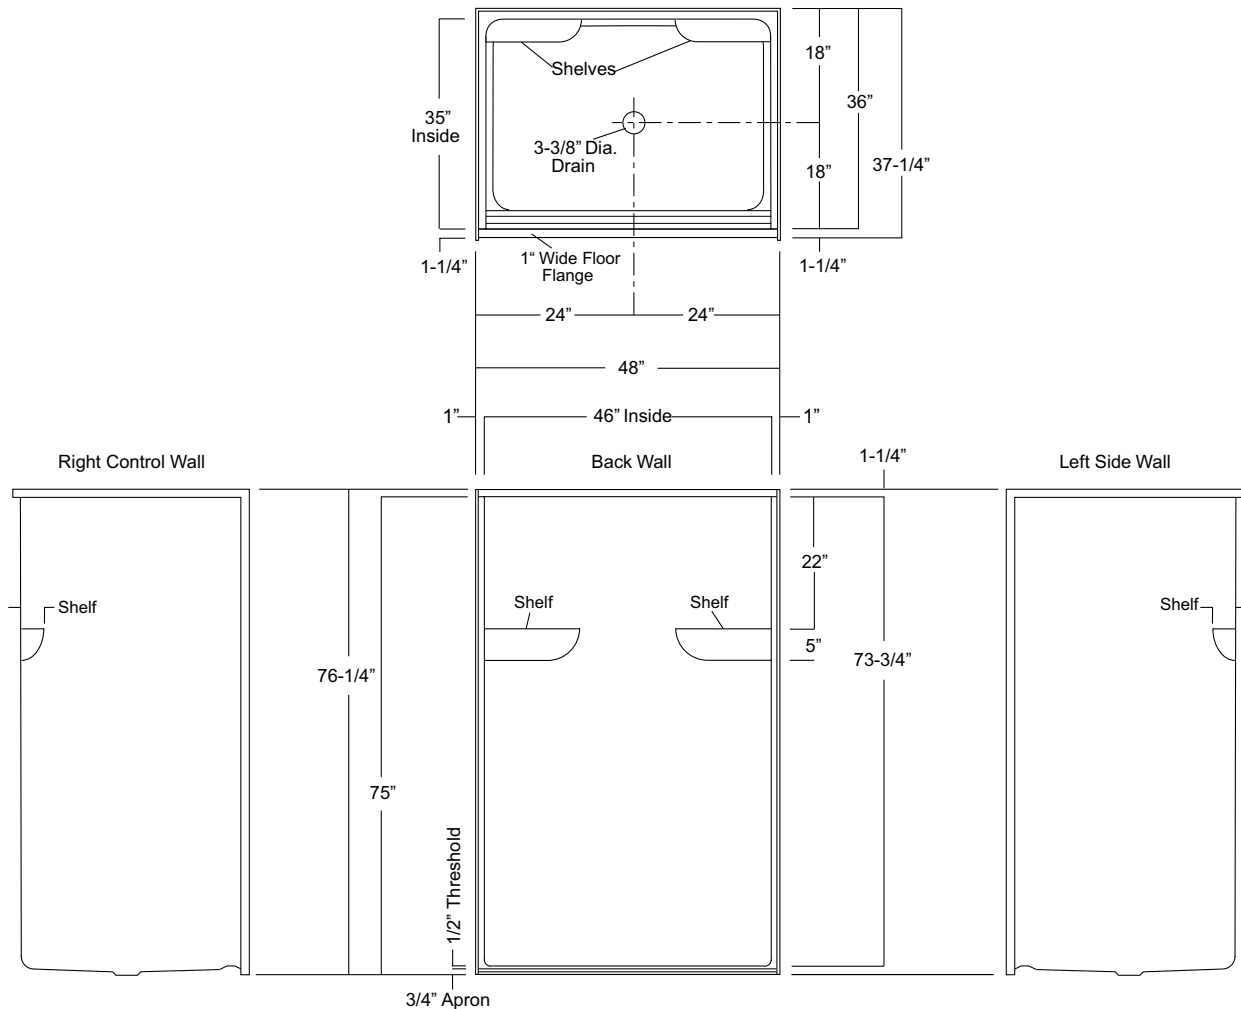 18”
Shelves
36”
35”
Inside
3-3/8” Dia.
Drain
18”
37-1/4”
1-1/4”
1“ Wide Floor
Flange
1-1/4”
24”
24”
48”
1”
46” Inside
1”
Right Control Wall
Back Wall
1-1/4”
Left Side Wall
22”
Shelf
Shelf
Shelf
Shelf
5”
73-3/4”
76-1/4”
75”
1/2” Threshold
3/4” Apron